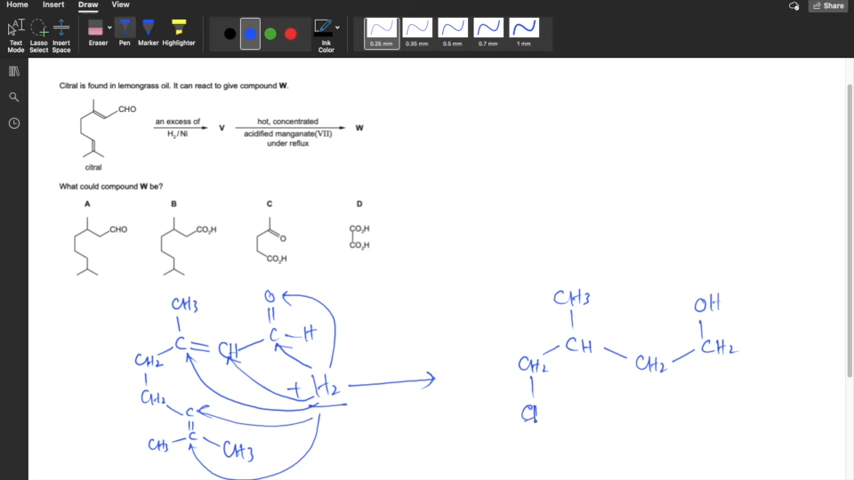 Home Insert Draw View
Share
Text Mode
Lasso Select
Insert Space
Eraser
Pen
Marker
Highlighter
Ink Color
0.25 mm
0.35 mm
0.5 mm
0.7 mm
1 mm
Citral is found in lemongrass oil. It can react to give compound W.
CHO
citral
an excess of
H₂/Ni
V
hot, concentrated
acidified manganate(VII)
under reflux
W
What could compound W be?
A B C D
CHO
CO₂H
O
CO₂H
CO₂H
CO₂H
CH3
O
C
C = CH
H
CH2
+ H2
CH2
C
C
CH3
CH3
CH3
OH
CH
CH2
CH2
CH2